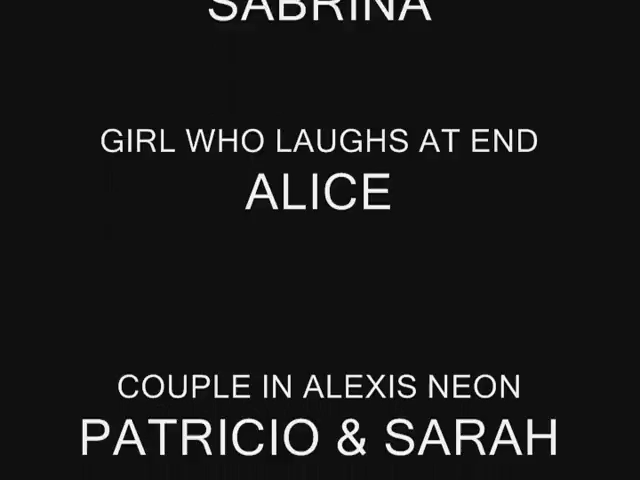 SABRINA
GIRL WHO LAUGHS AT END
ALICE
COUPLE IN ALEXIS NEON
PATRICIO & SARAH